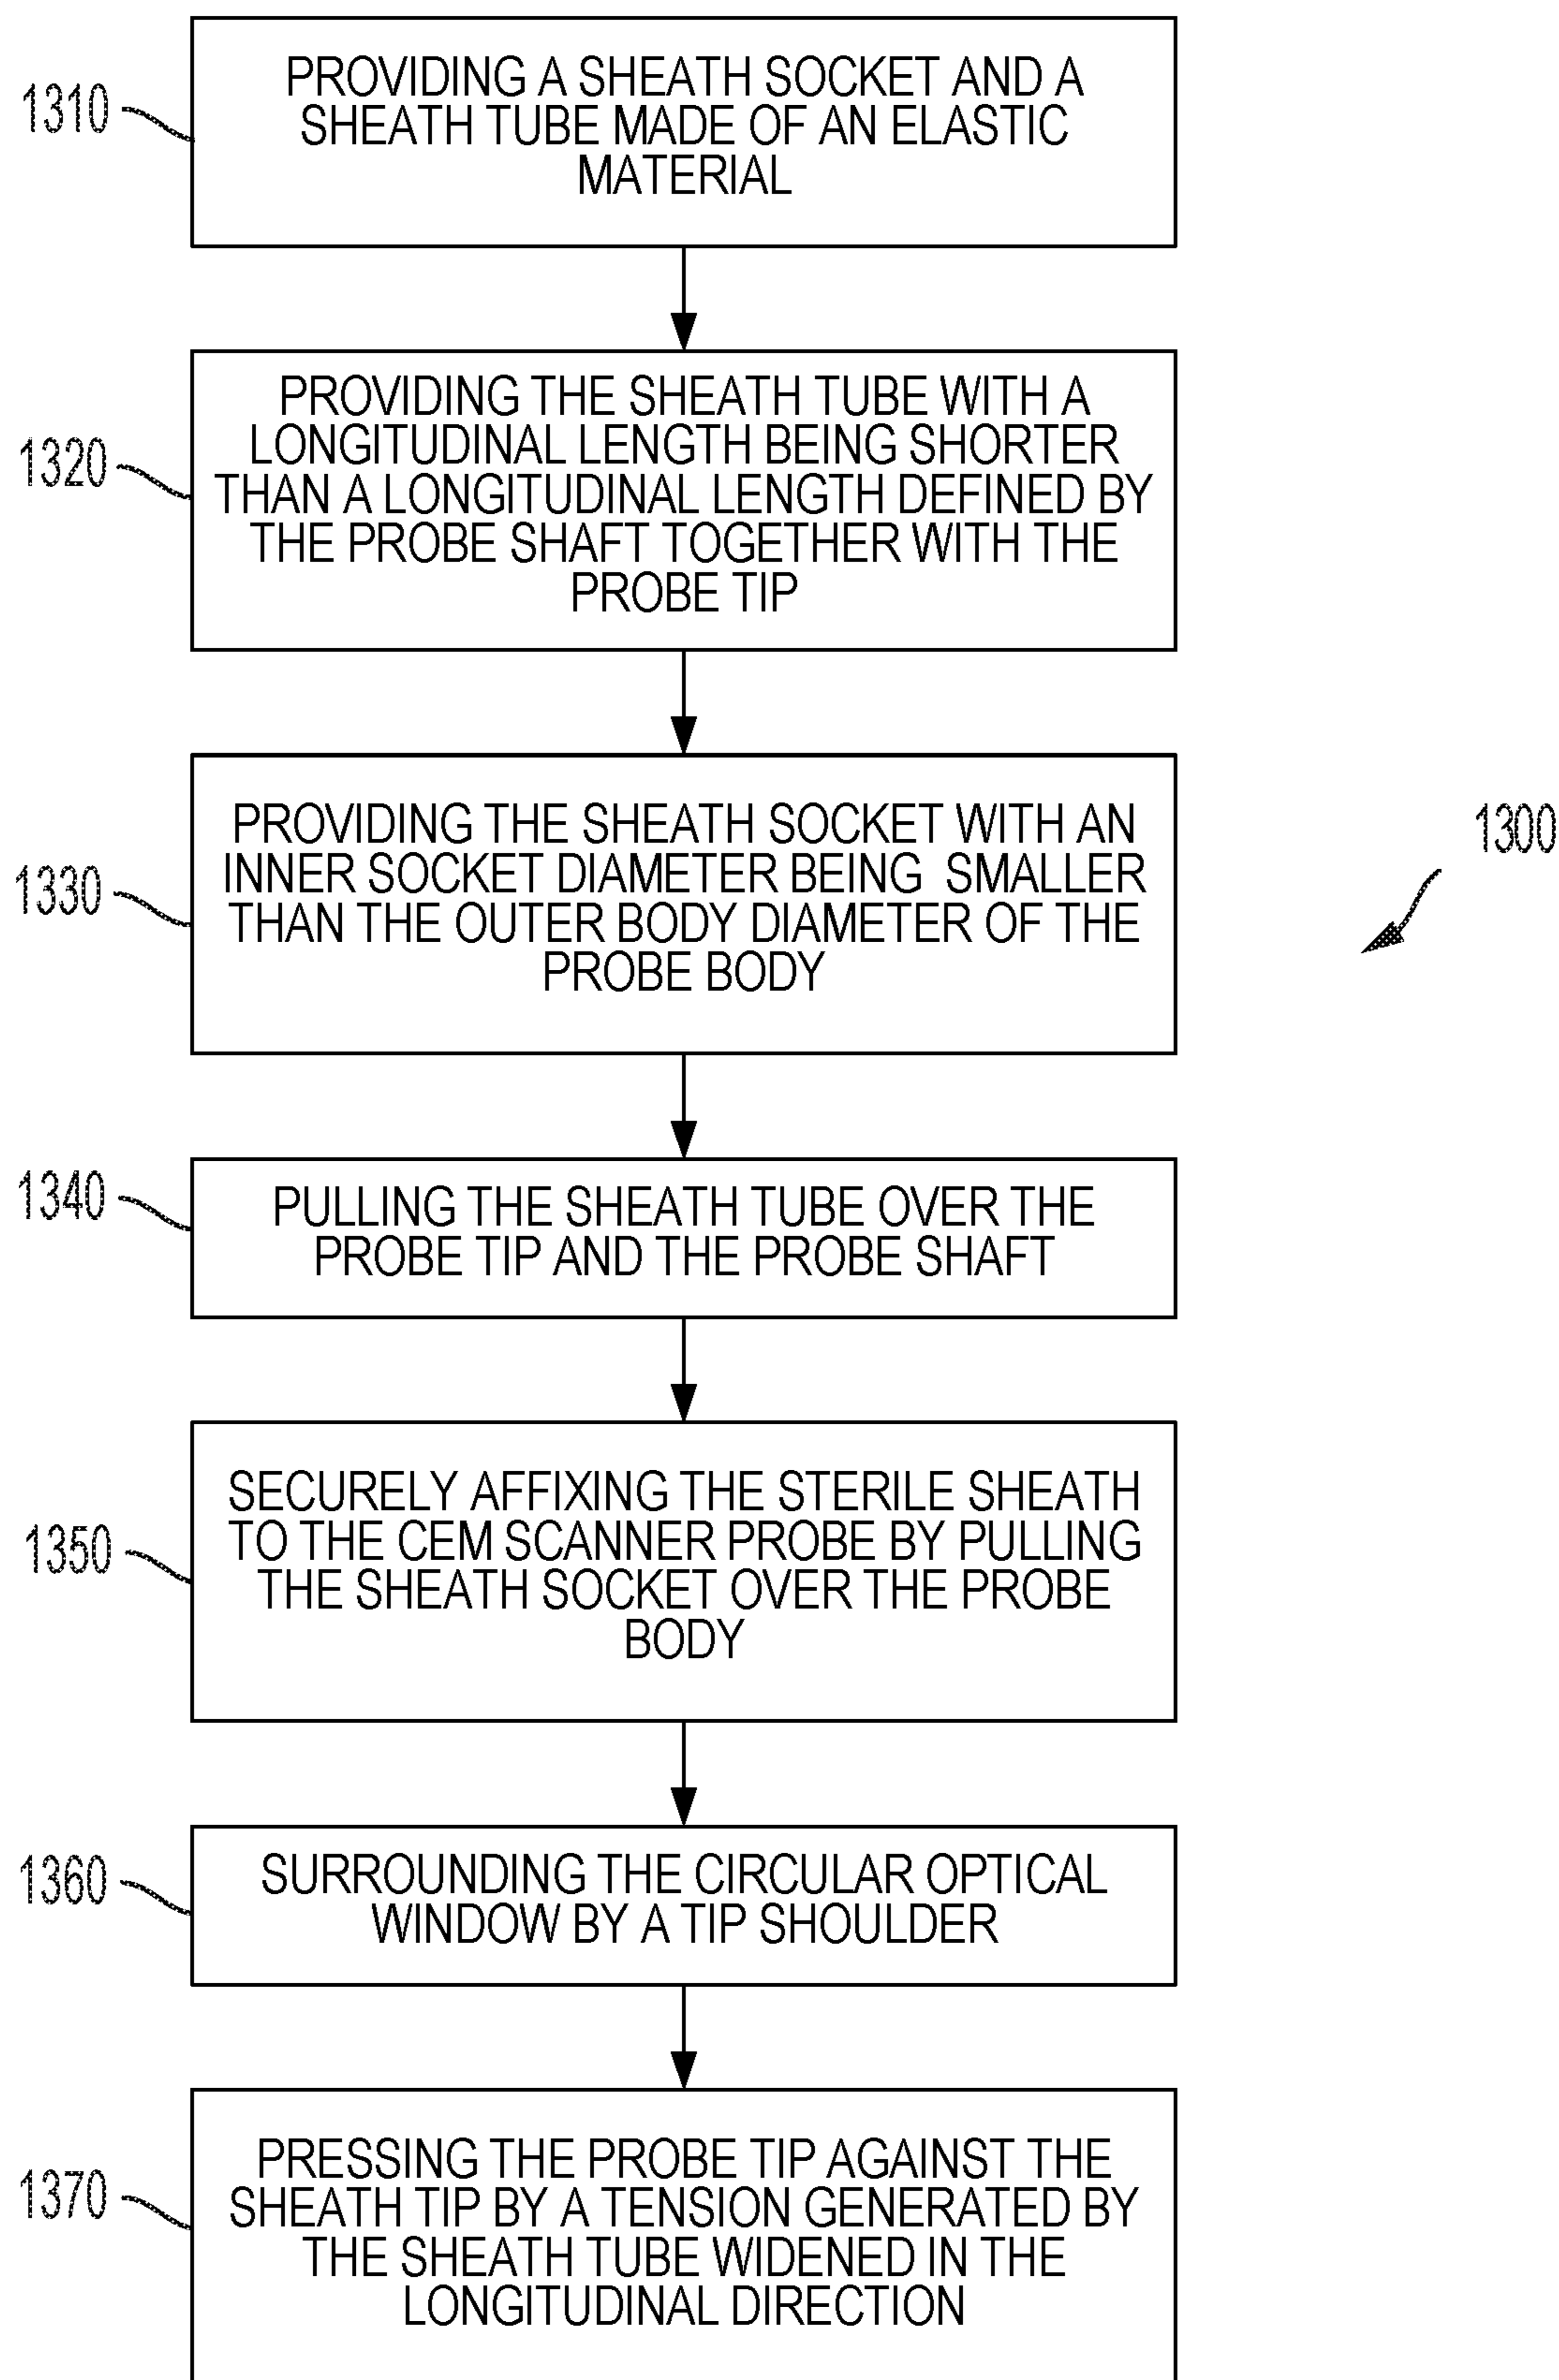 1310
PROVIDING A SHEATH SOCKET AND A
SHEATH TUBE MADE OF AN ELASTIC
MATERIAL
1320
PROVIDING THE SHEATH TUBE WITH A
LONGITUDINAL LENGTH BEING SHORTER
THAN A LONGITUDINAL LENGTH DEFINED BY
THE PROBE SHAFT TOGETHER WITH THE
PROBE TIP
1330
PROVIDING THE SHEATH SOCKET WITH AN
INNER SOCKET DIAMETER BEING SMALLER
THAN THE OUTER BODY DIAMETER OF THE
PROBE BODY
1300
1340
PULLING THE SHEATH TUBE OVER THE
PROBE TIP AND THE PROBE SHAFT
1350
SECURELY AFFIXING THE STERILE SHEATH
TO THE CEM SCANNER PROBE BY PULLING
THE SHEATH SOCKET OVER THE PROBE
BODY
1360
SURROUNDING THE CIRCULAR OPTICAL
WINDOW BY A TIP SHOULDER
1370
PRESSING THE PROBE TIP AGAINST THE
SHEATH TIP BY A TENSION GENERATED BY
THE SHEATH TUBE WIDENED IN THE
LONGITUDINAL DIRECTION